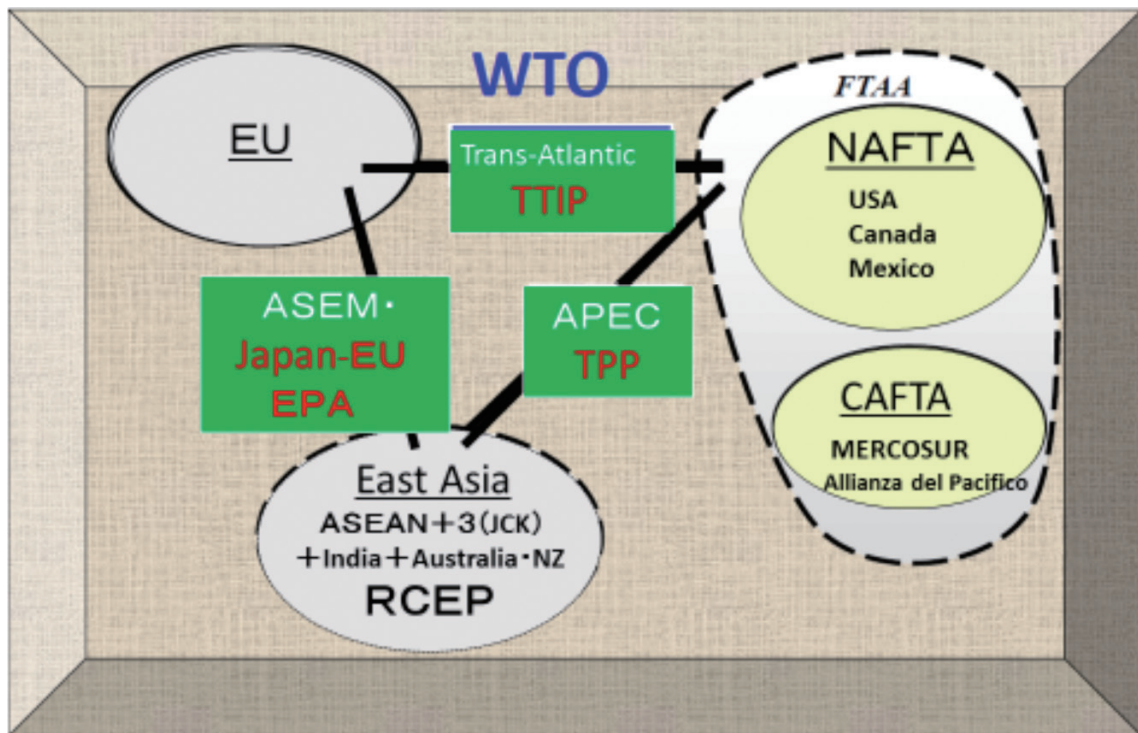 WTO
EU
Trans-Atlantic
TTIP
FTAA
NAFTA
USA
Canada
Mexico
ASEM・
Japan-EU
EPA
APEC
TPP
CAFTA
MERCOSUR
Allianza del Pacifico
East Asia
ASEAN＋3(JCK)
＋India＋Australia・NZ
RCEP